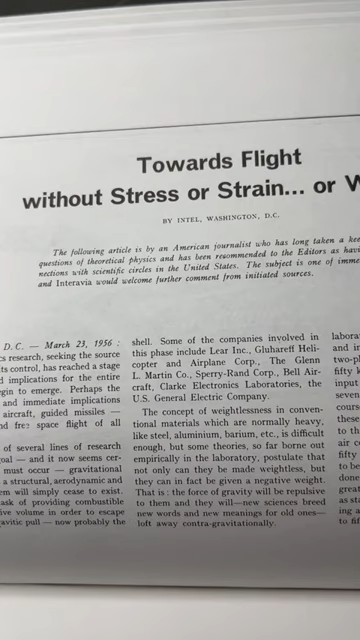 Towards Flight
without Stress or Strain... or W
BY INTEL, WASHINGTON, D.C.
The following article is by an American journalist who has long taken a kee
questions of theoretical physics and has been recommended to the Editors as havi
nections with scientific circles in the United States. The subject is one of imme
and Interavia would welcome further comment from initiated sources.
D. C. — March 23, 1956 :
cs research, seeking the source
ts control, has reached a stage
d implications for the entire
egin to emerge. Perhaps the
and immediate implications
aircraft, guided missiles —
nd free space flight of all
of several lines of research
goal — and it now seems cer-
must occur — gravitational
a structural, aerodynamic and
em will simply cease to exist.
ask of providing combustible
ive volume in order to escape
avitic pull — now probably the
shell. Some of the companies involved in
this phase include Lear Inc., Gluhareff Heli-
copter and Airplane Corp., The Glenn
L. Martin Co., Sperry-Rand Corp., Bell Air-
craft, Clarke Electronics Laboratories, the
U.S. General Electric Company.
The concept of weightlessness in conven-
tional materials which are normally heavy,
like steel, aluminium, barium, etc., is difficult
enough, but some theories, so far borne out
empirically in the laboratory, postulate that
not only can they be made weightless, but
they can in fact be given a negative weight.
That is : the force of gravity will be repulsive
to them and they will—new sciences breed
new words and new meanings for old ones—
loft away contra-gravitationally.
labora
and in
two-p
fifty k
input
seven
cours
these
to th
air co
fifty
to be
done
great
as sta
ing a
to fif